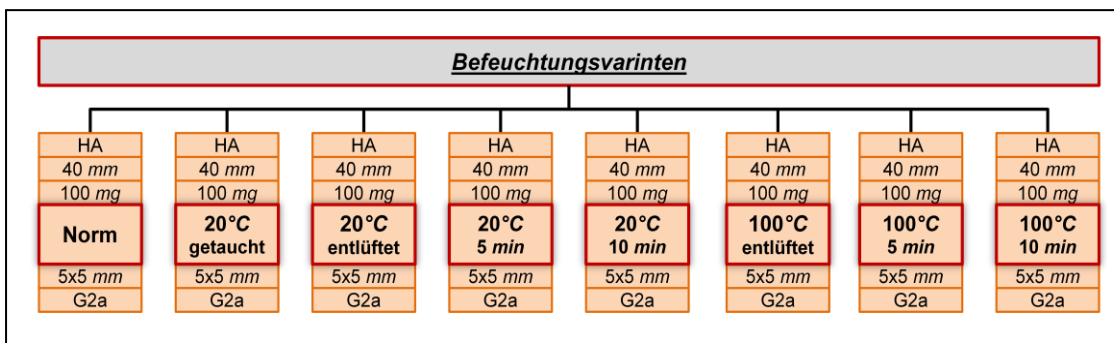 Befeuchtungsvarinten
HA
40 mm
100 mg
Norm
5x5 mm
G2a
HA
40 mm
100 mg
20°C
getaucht
5x5 mm
G2a
HA
40 mm
100 mg
20°C
entlüftet
5x5 mm
G2a
HA
40 mm
100 mg
20°C
5 min
5x5 mm
G2a
HA
40 mm
100 mg
20°C
10 min
5x5 mm
G2a
HA
40 mm
100 mg
100°C
entlüftet
5x5 mm
G2a
HA
40 mm
100 mg
100°C
5 min
5x5 mm
G2a
HA
40 mm
100 mg
100°C
10 min
5x5 mm
G2a